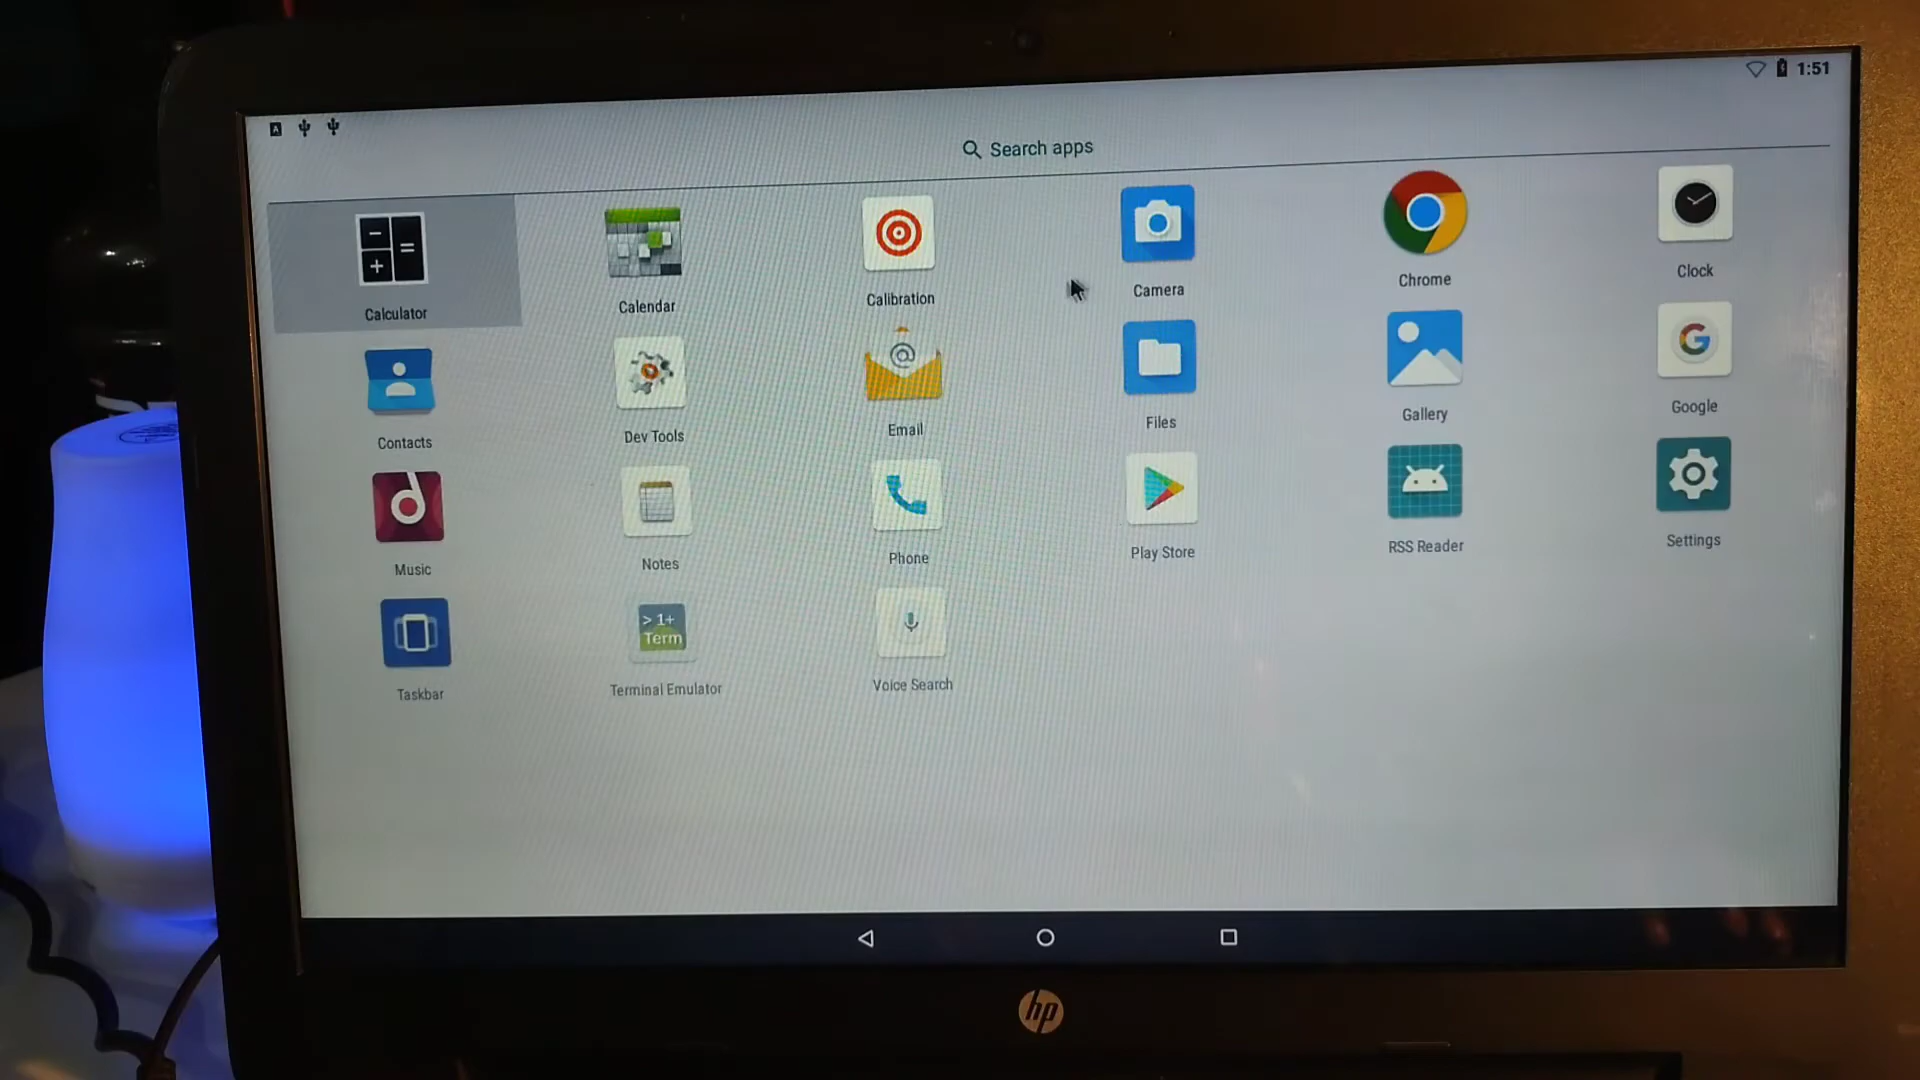 1:51
Search apps
Calculator
Calendar
Calibration
Camera
Chrome
Clock
Contacts
Dev Tools
@
Email
Files
Gallery
G
Google
Music
Notes
Phone
Play Store
RSS Reader
Settings
Taskbar
> 1+
Term
Terminal Emulator
Voice Search
hp